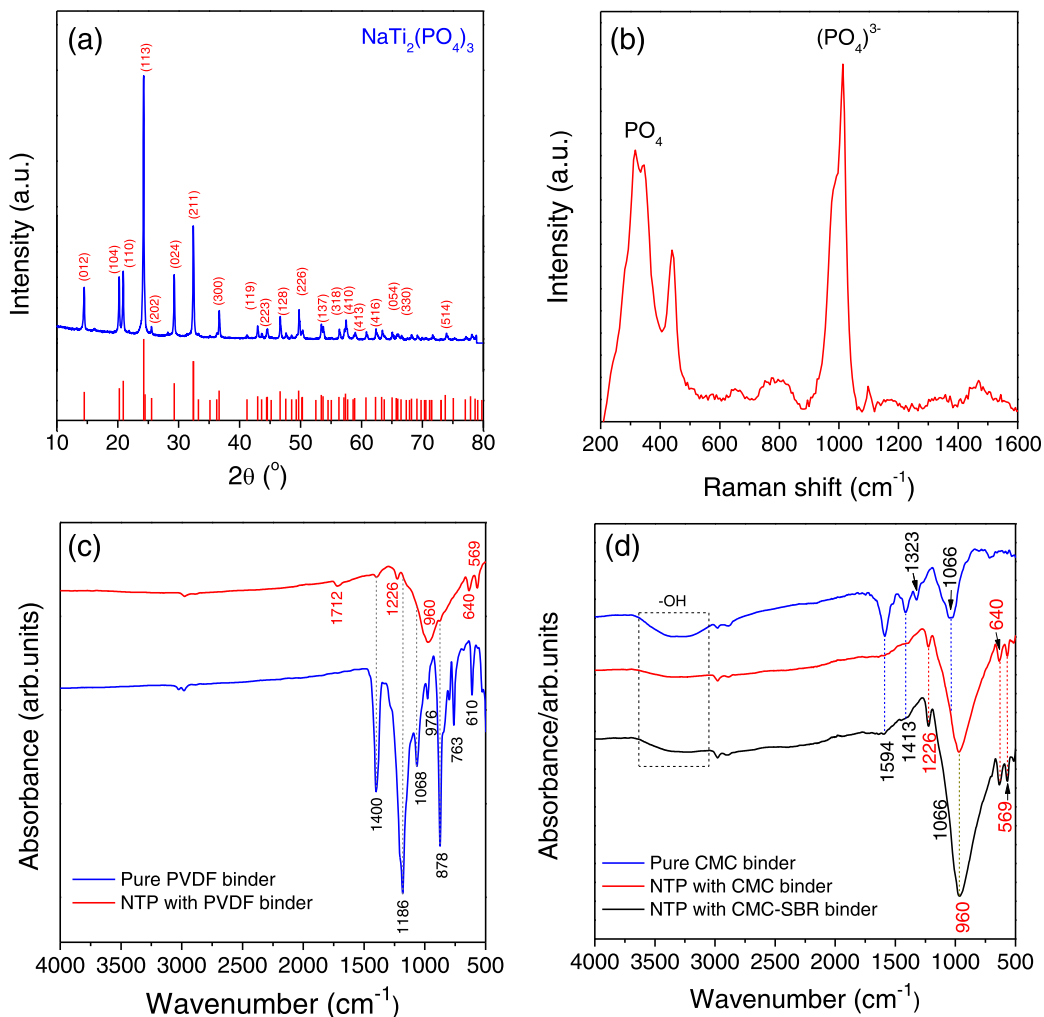 (a)
NaTi₂(PO₄)₃
Intensity (a.u.)
(012)
(104)
(110)
(113)
(202)
(024)
(211)
(300)
(119)
(223)
(128)
(226)
(137)
(318)
(410)
(413)
(416)
(054)
(330)
(514)
10 20 30 40 50 60 70 80
2θ (°)
(b)
(PO₄)³⁻
PO₄
Intensity (a.u.)
200 400 600 800 1000 1200 1400 1600
Raman shift (cm⁻¹)
(c)
Absorbance (arb.units)
1712
1226
960
640
569
1400
1186
1068
976
878
763
610
Pure PVDF binder
NTP with PVDF binder
4000 3500 3000 2500 2000 1500 1000 500
Wavenumber (cm⁻¹)
(d)
Absorbance/arb.units
-OH
1323
1066
640
1594
1413
1226
1066
960
569
Pure CMC binder
NTP with CMC binder
NTP with CMC-SBR binder
4000 3500 3000 2500 2000 1500 1000 500
Wavenumber (cm⁻¹)